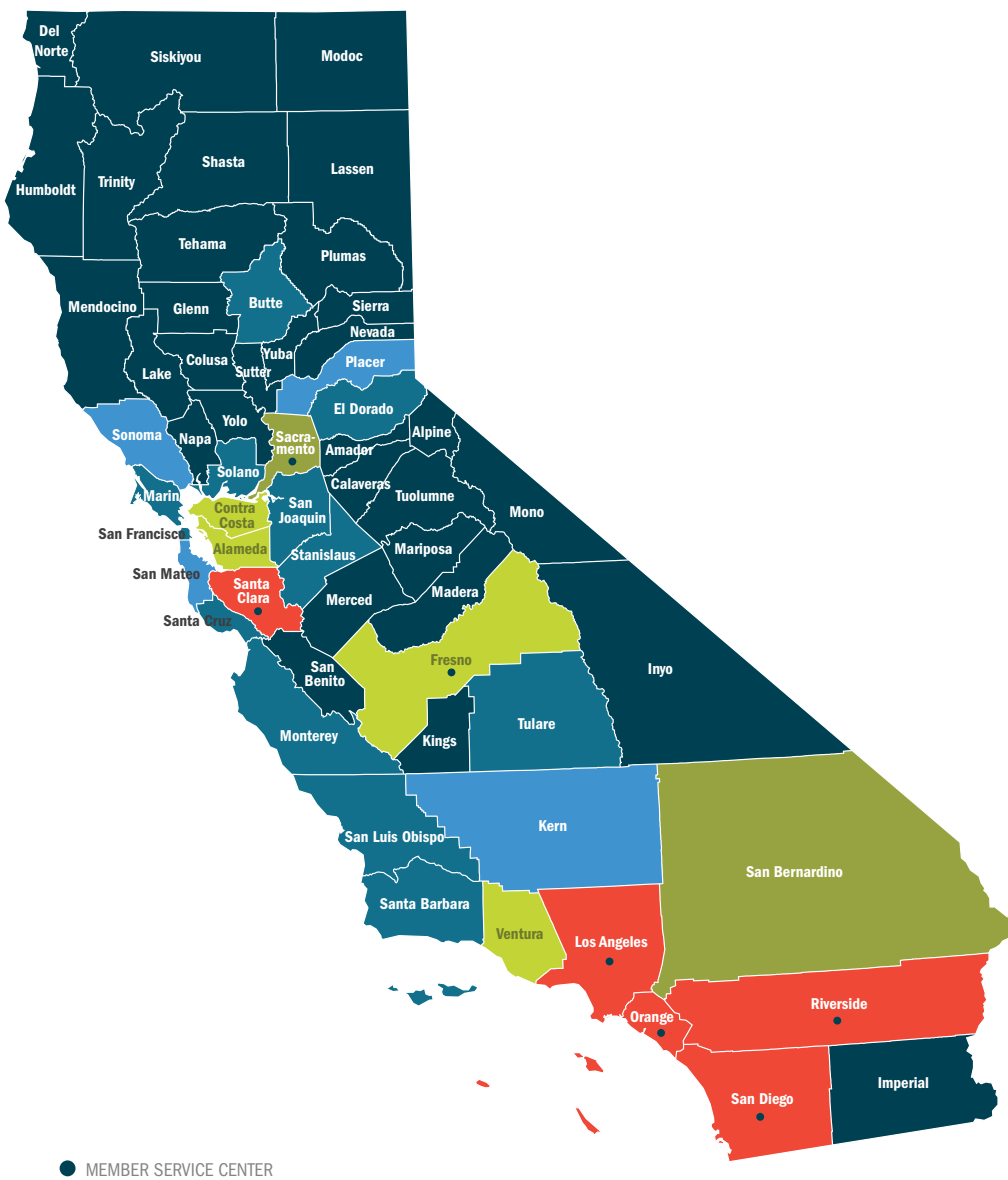 Del
Norte
Siskiyou
Modoc
Humboldt
Trinity
Shasta
Lassen
Tehama
Plumas
Mendocino
Glenn
Butte
Sierra
Nevada
Lake
Colusa
Yuba
Sutter
Placer
El Dorado
Sonoma
Napa
Yolo
Sacra-
mento
Amador
Alpine
Solano
Marin
Calaveras
Tuolumne
Mono
Contra
Costa
San
Joaquin
San Francisco
Alameda
Stanislaus
Mariposa
San Mateo
Santa
Clara
Merced
Madera
Santa Cruz
San
Benito
Fresno
Inyo
Monterey
Kings
Tulare
San Luis Obispo
Kern
San Bernardino
Santa Barbara
Ventura
Los Angeles
Orange
Riverside
San Diego
Imperial
MEMBER SERVICE CENTER